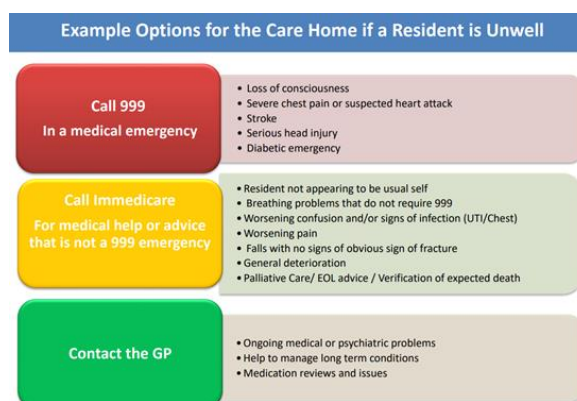 Example Options for the Care Home if a Resident is Unwell
Call 999
In a medical emergency
• Loss of consciousness
• Severe chest pain or suspected heart attack
• Stroke
• Serious head injury
• Diabetic emergency
Call Immedicare
For medical help or advice
that is not a 999 emergency
• Resident not appearing to be usual self
• Breathing problems that do not require 999
• Worsening confusion and/or signs of infection (UTI/Chest)
• Worsening pain
• Falls with no signs of obvious sign of fracture
• General deterioration
• Palliative Care/ EOL advice / Verification of expected death
Contact the GP
• Ongoing medical or psychiatric problems
• Help to manage long term conditions
• Medication reviews and issues